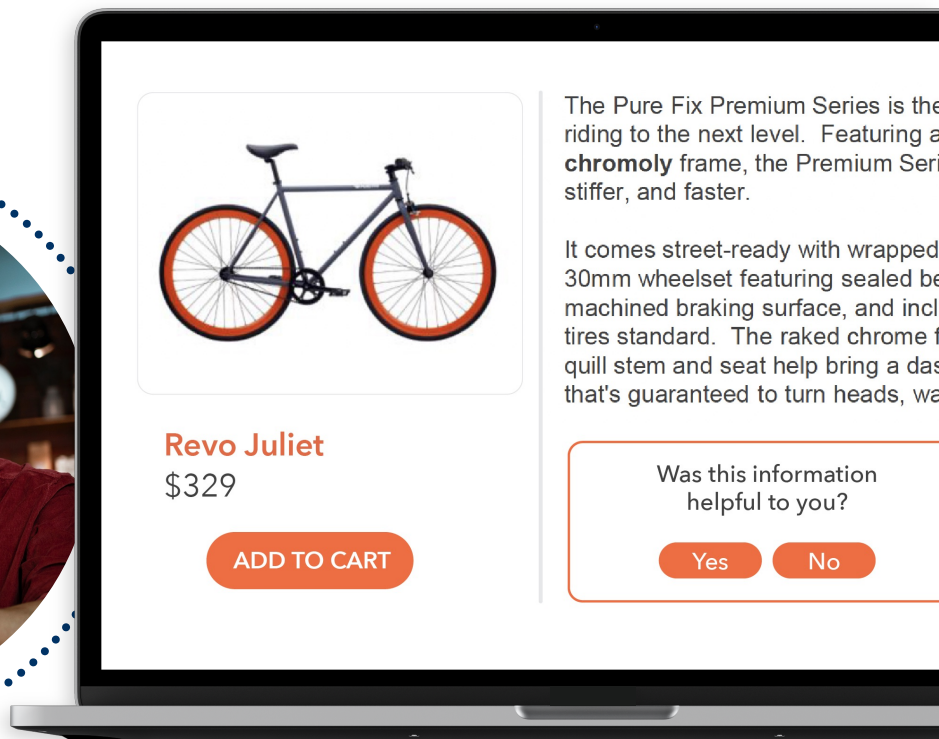 The Pure Fix Premium Series is the
riding to the next level. Featuring a
chromoly frame, the Premium Seri
stiffer, and faster.
It comes street-ready with wrapped
30mm wheelset featuring sealed be
machined braking surface, and incl
tires standard. The raked chrome f
quill stem and seat help bring a das
that's guaranteed to turn heads, wa
Revo Juliet
$329
ADD TO CART
Was this information
helpful to you?
Yes
No